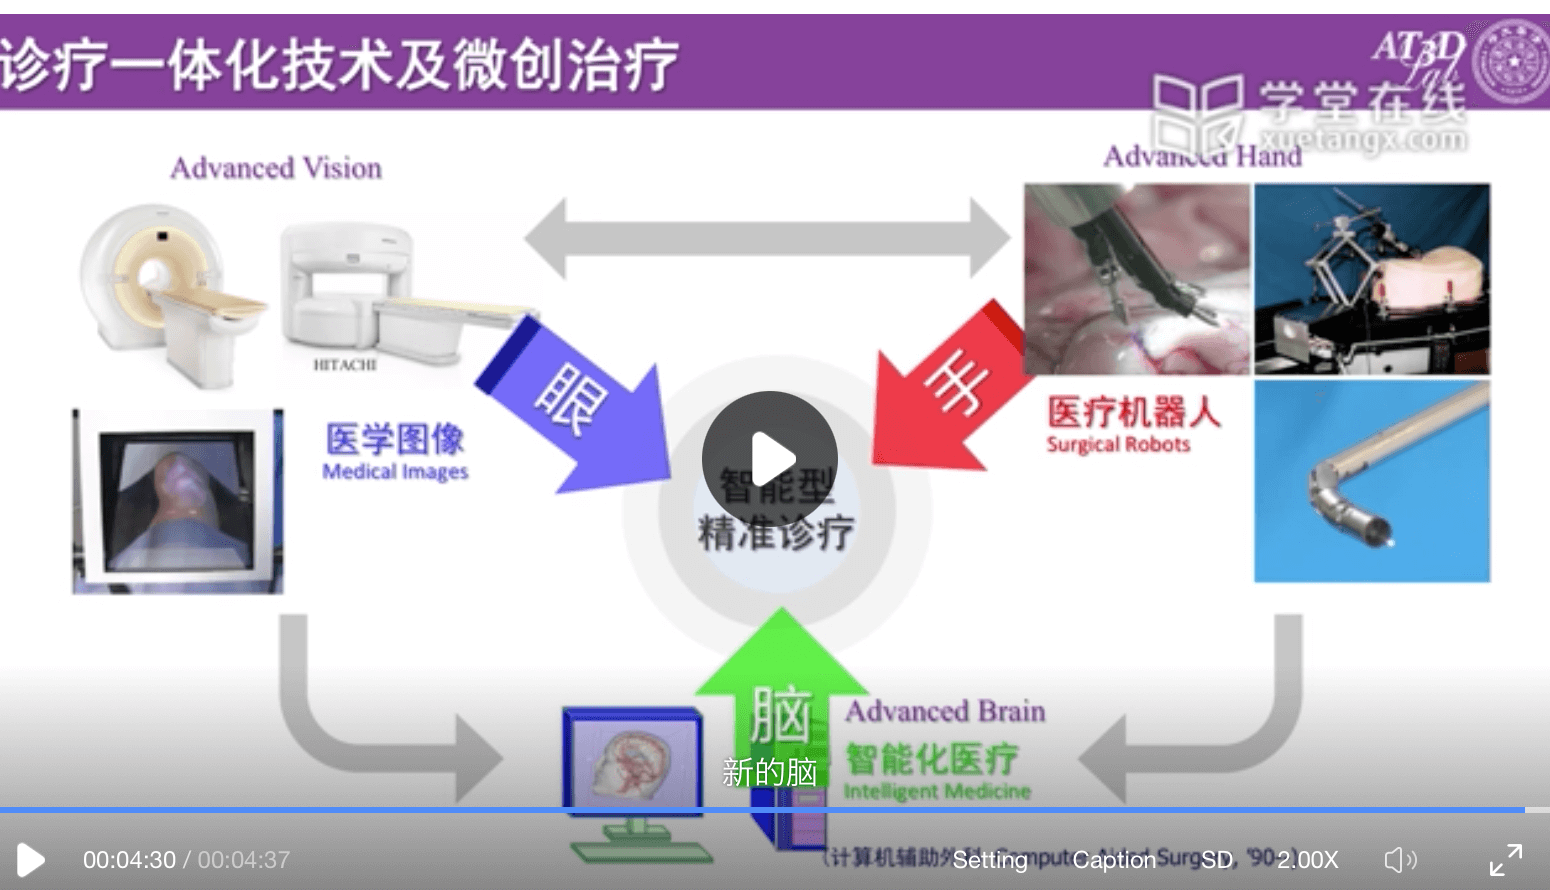 诊疗一体化技术及微创治疗
AT3D
Lab
学堂在线
xuetangx.com
Advanced Vision
Advanced Hand
HITACHI
眼
手
医学图像
Medical Images
医疗机器人
Surgical Robots
智能型
精准诊疗
脑
Advanced Brain
智能化医疗
Intelligent Medicine
新的脑
(计算机辅助外科, Computer Aided Surgery, '90~)
00:04:30 / 00:04:37
Setting
Caption
SD
2.00X